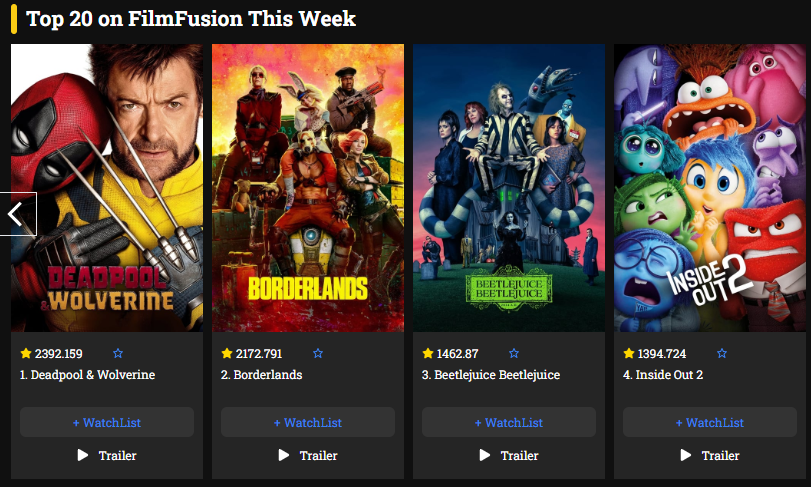 Top 20 on FilmFusion This Week
DEADPOOL
& WOLVERINE
BORDERLANDS
BEETLEJUICE
BEETLEJUICE
INSIDE
OUT 2
2392.159
1. Deadpool & Wolverine
+ WatchList
Trailer
2172.791
2. Borderlands
+ WatchList
Trailer
1462.87
3. Beetlejuice Beetlejuice
+ WatchList
Trailer
1394.724
4. Inside Out 2
+ WatchList
Trailer